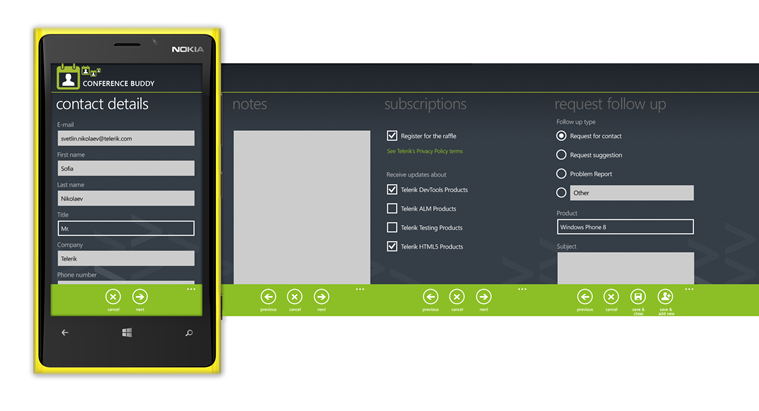 NOKIA
CONFERENCE BUDDY
contact details
E-mail
svetlin.nikolaev@telerik.com
First name
Sofia
Last name
Nikolaev
Title
Mr.
Company
Telerik
Phone number
cancel
next
notes
previous
cancel
next
subscriptions
Register for the raffle
See Telerik's Privacy Policy terms
Receive updates about
Telerik DevTools Products
Telerik ALM Products
Telerik Testing Products
Telerik HTML5 Products
previous
cancel
next
request follow up
Follow up type
Request for contact
Request suggestion
Problem Report
Other
Product
Windows Phone 8
Subject
previous
cancel
save &
close
save &
add new